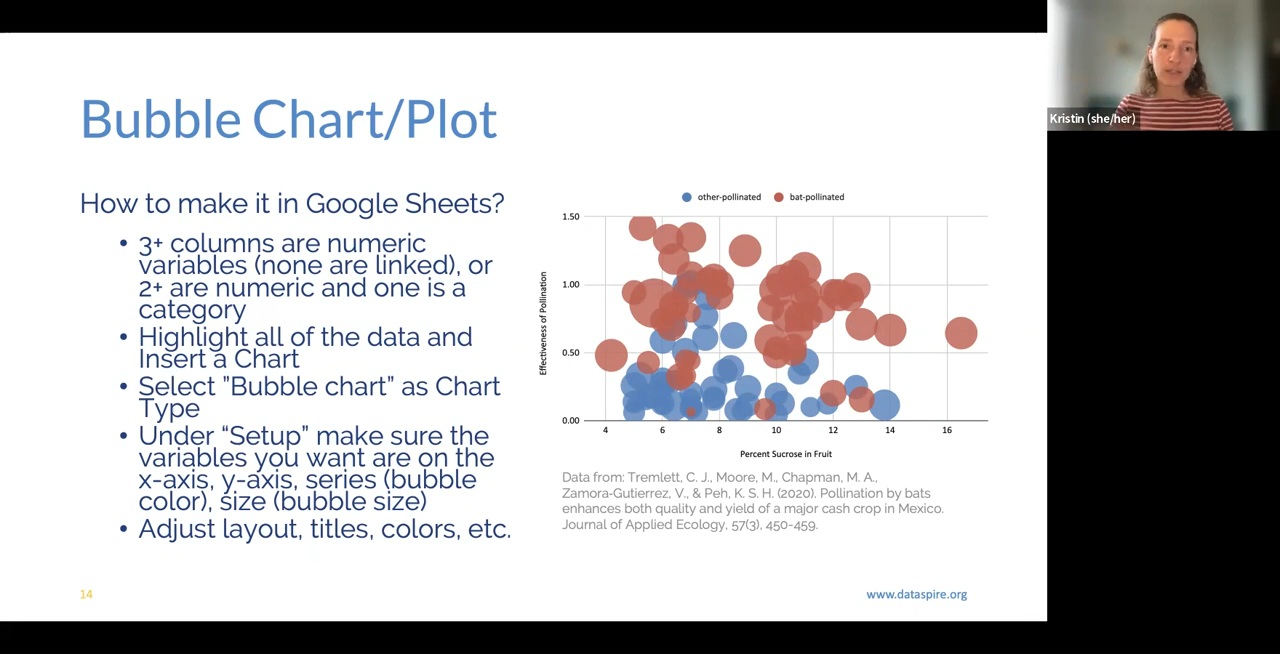 Bubble Chart/Plot
Kristin (she/her)
How to make it in Google Sheets?
• 3+ columns are numeric
variables (none are linked), or
2+ are numeric and one is a
category
• Highlight all of the data and
Insert a Chart
• Select ”Bubble chart” as Chart
Type
• Under “Setup” make sure the
variables you want are on the
x-axis, y-axis, series (bubble
color), size (bubble size)
• Adjust layout, titles, colors, etc.
other-pollinated bat-pollinated
1.50
1.00
0.50
0.00
Effectiveness of Pollination
4 6 8 10 12 14 16
Percent Sucrose in Fruit
Data from: Tremlett, C. J., Moore, M., Chapman, M. A.,
Zamora-Gutierrez, V., & Peh, K. S. H. (2020). Pollination by bats
enhances both quality and yield of a major cash crop in Mexico.
Journal of Applied Ecology, 57(3), 450-459.
14
www.dataspire.org